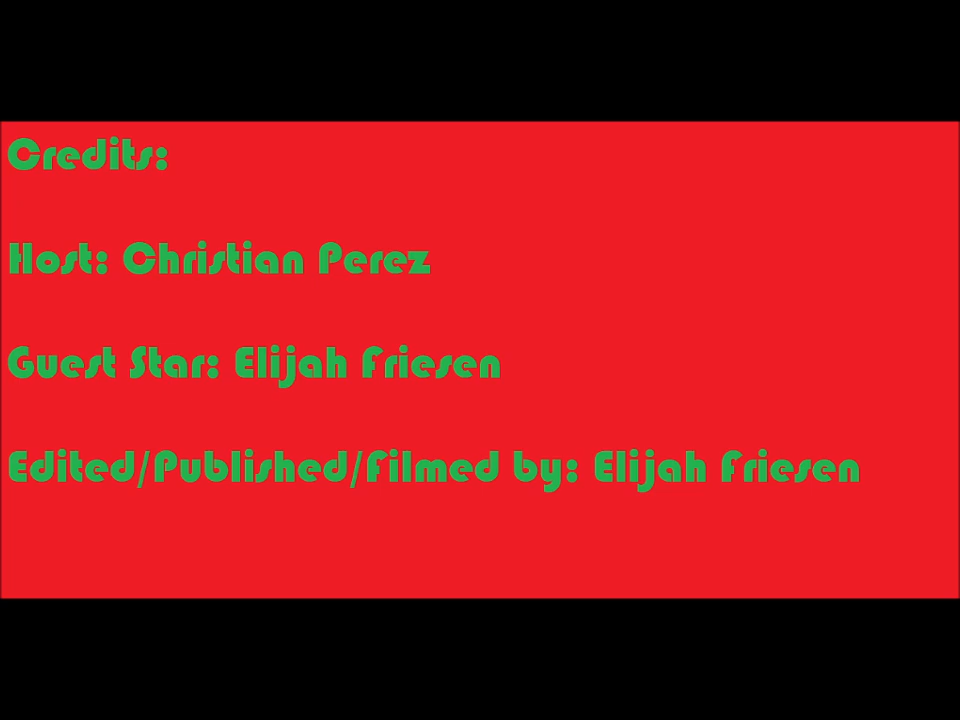 Credits:
Host: Christian Perez
Guest Star: Elijah Friesen
Edited/Published/Filmed by: Elijah Friesen